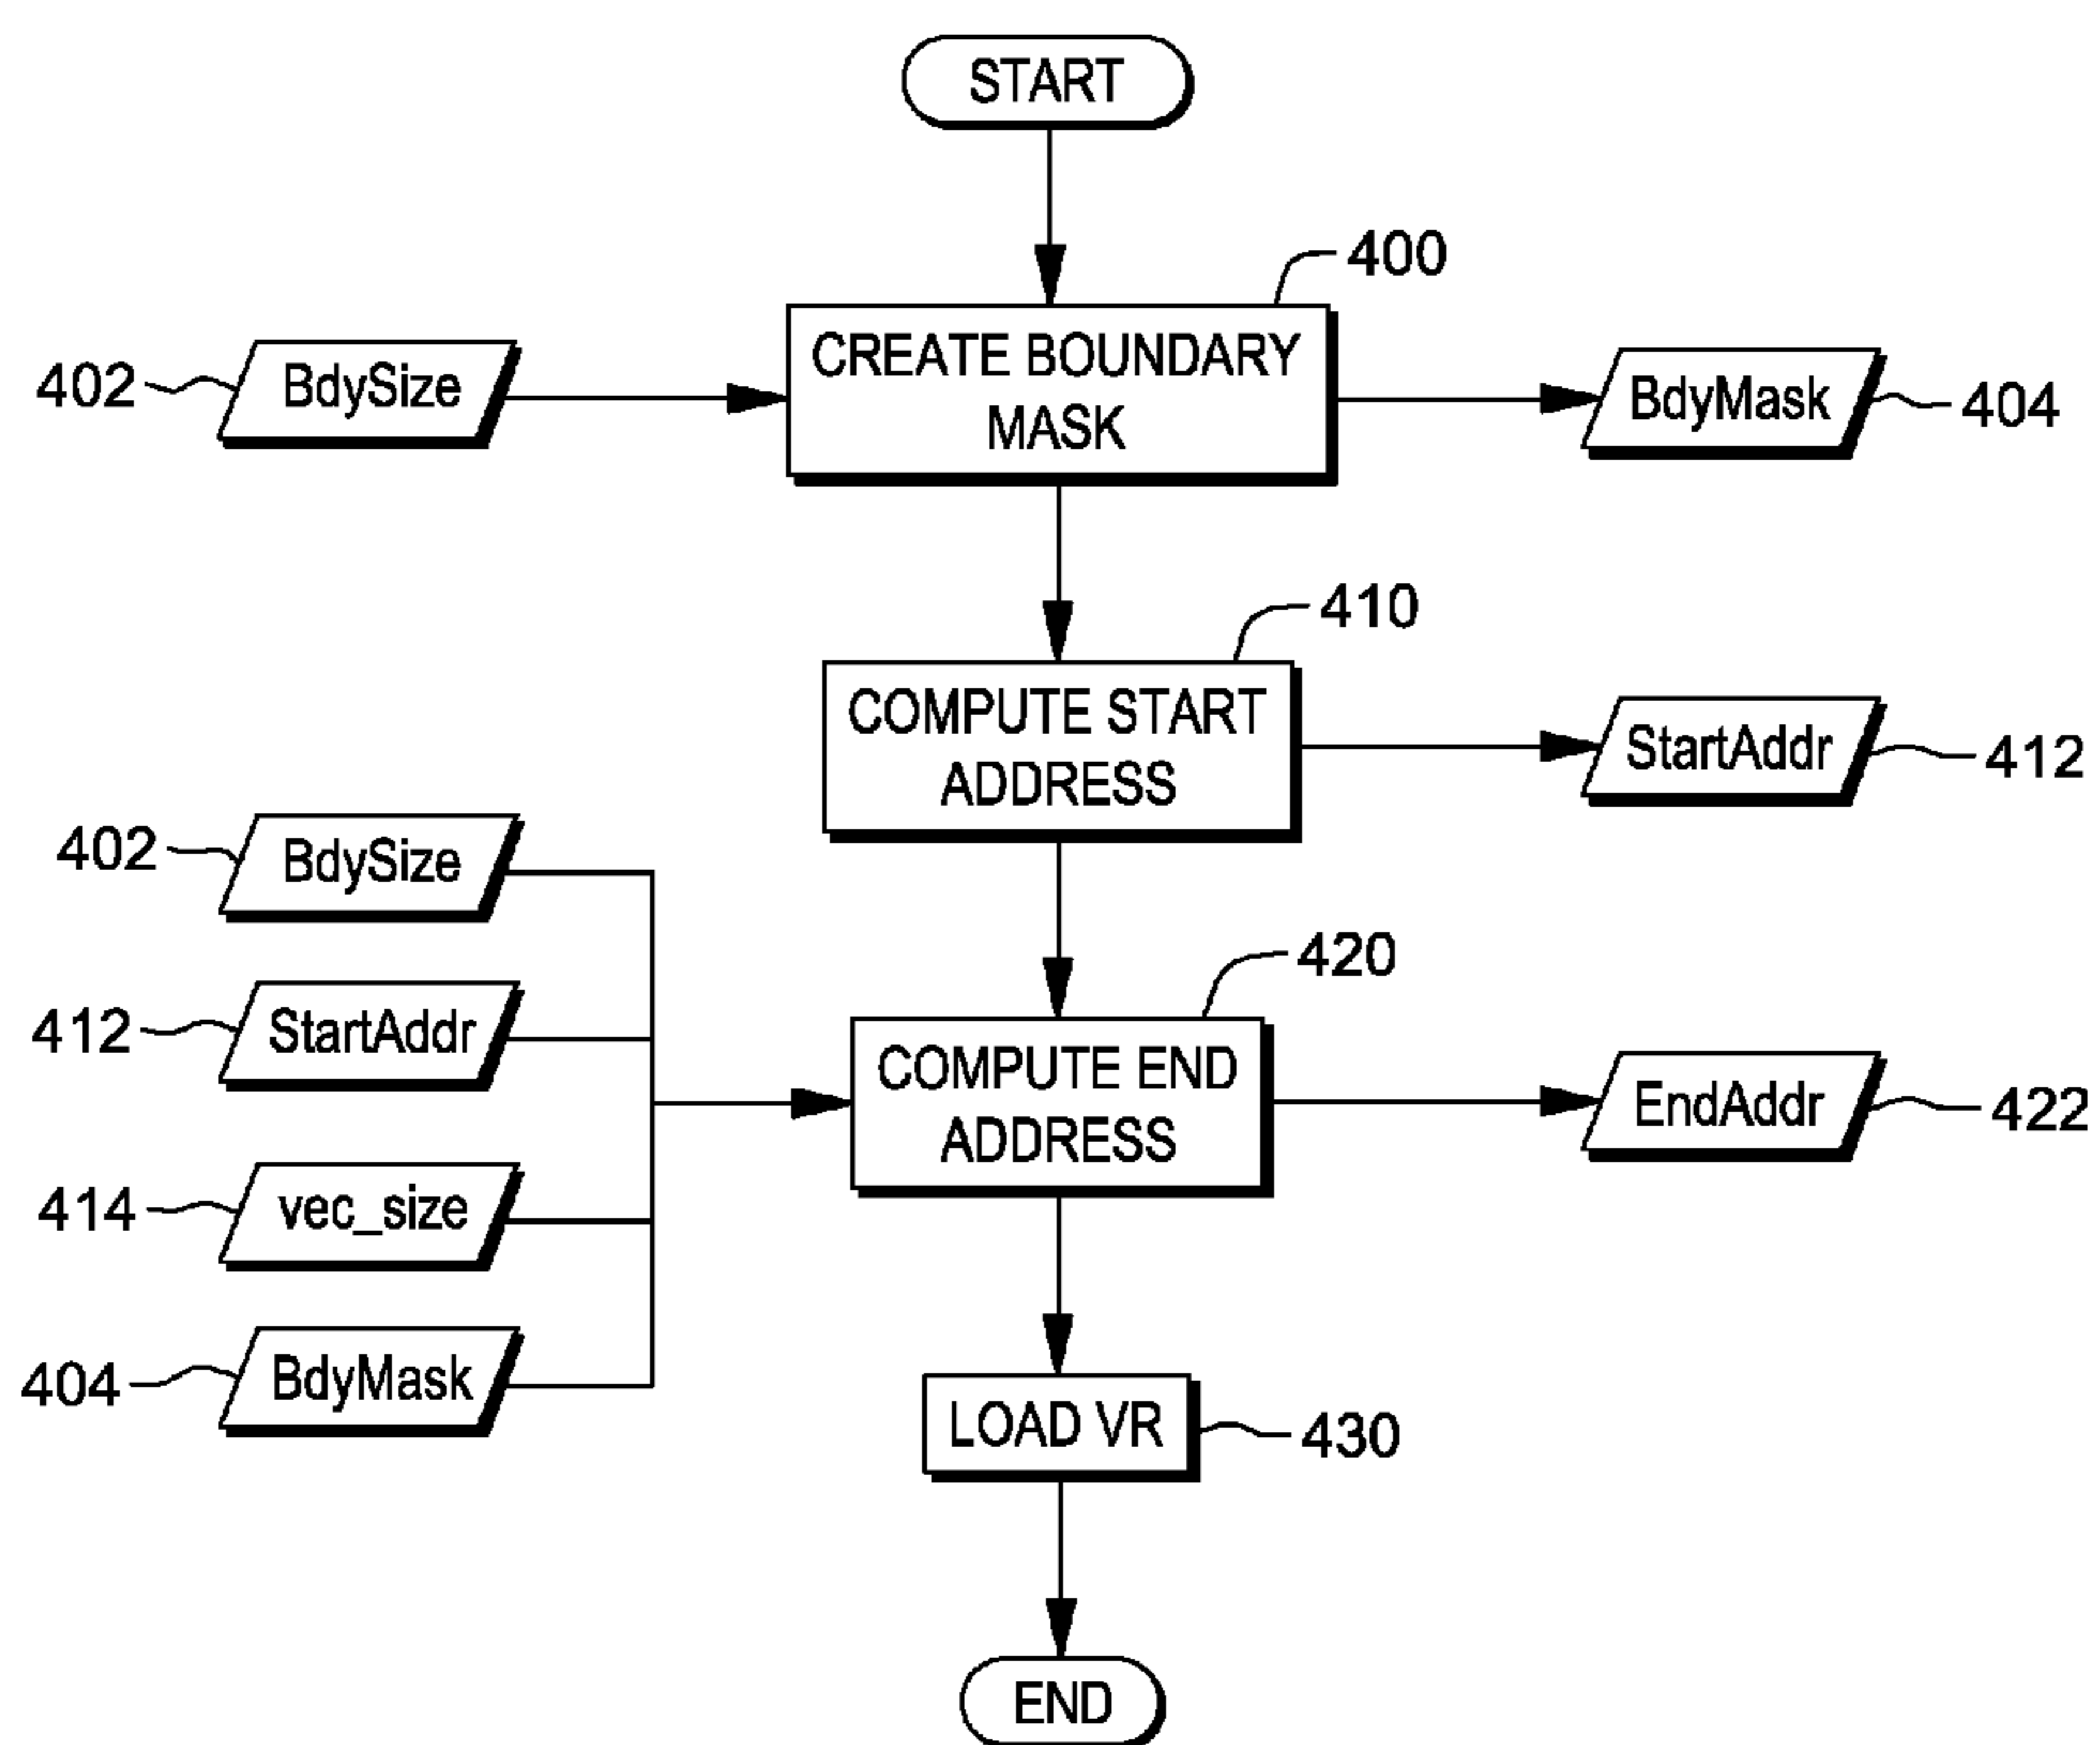 START
400
402
BdySize
CREATE BOUNDARY
MASK
BdyMask
404
410
COMPUTE START
ADDRESS
StartAddr
412
402
BdySize
412
StartAddr
414
vec_size
404
BdyMask
420
COMPUTE END
ADDRESS
EndAddr
422
LOAD VR
430
END